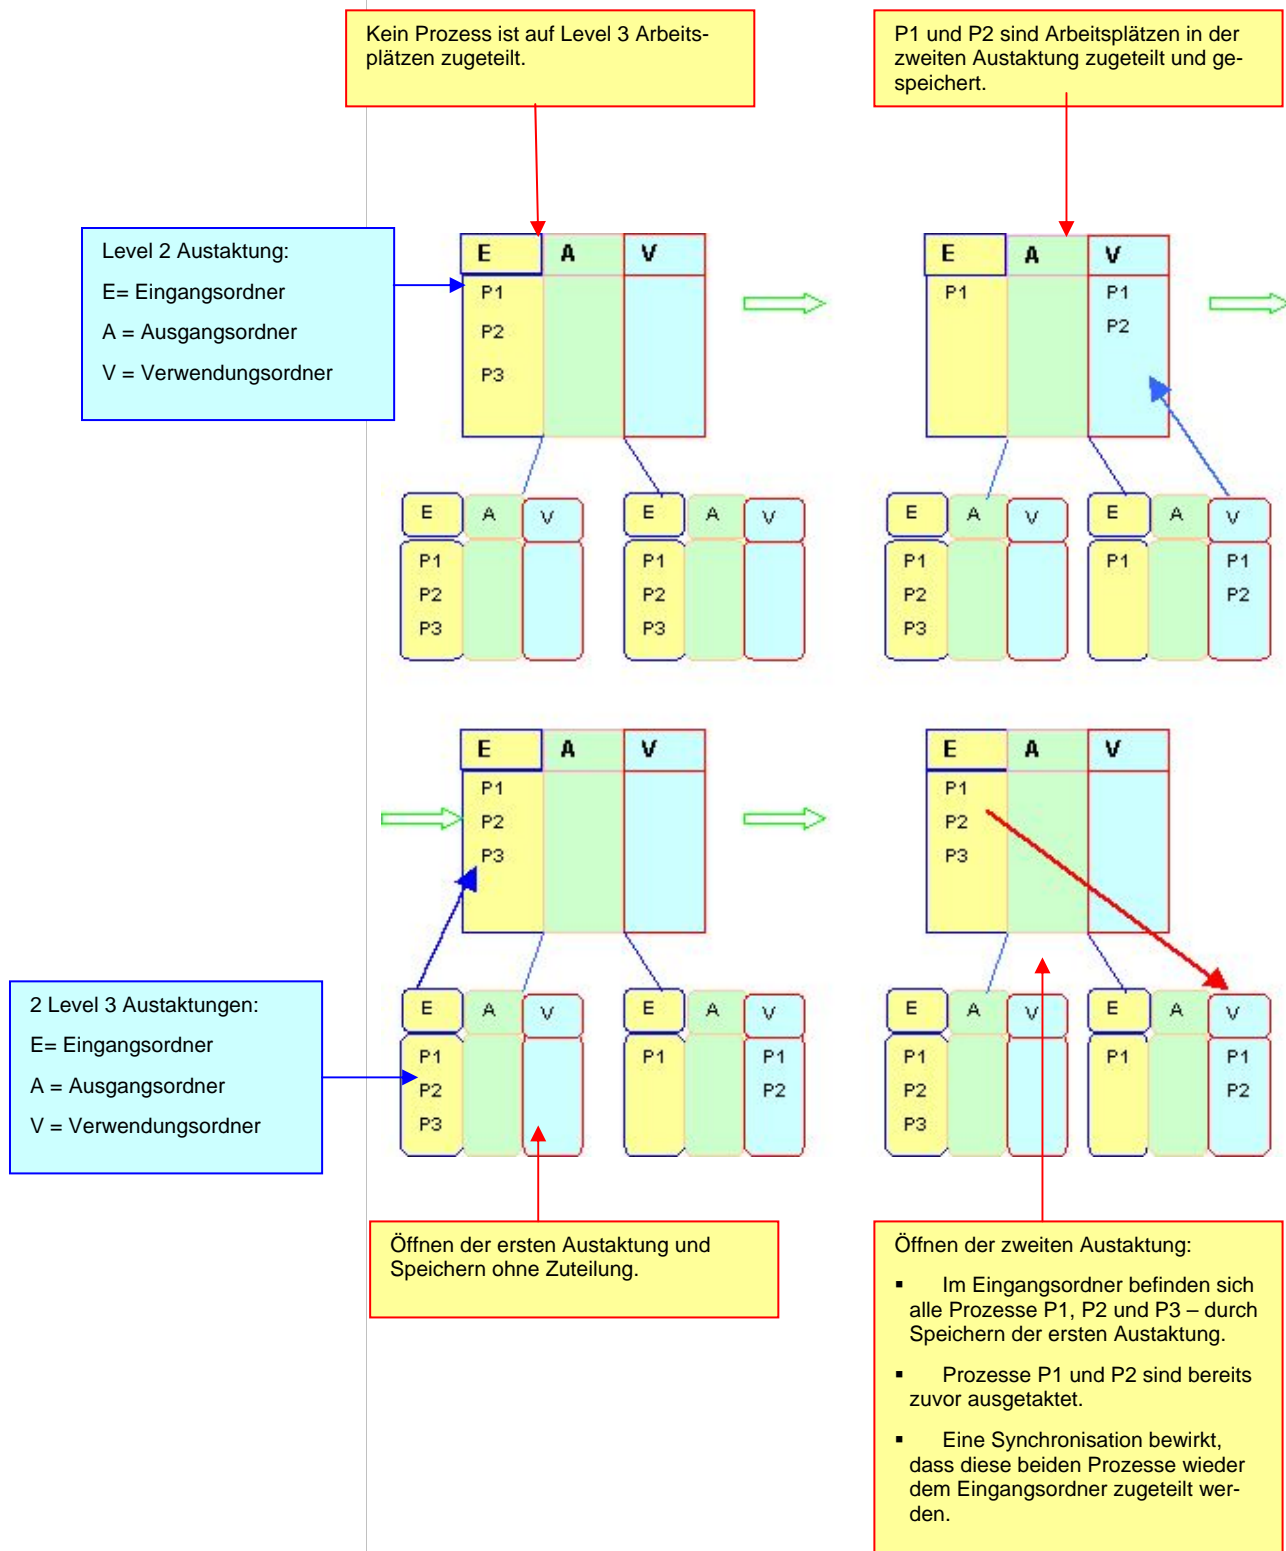 Kein Prozess ist auf Level 3 Arbeits-
plätzen zugeteilt.
P1 und P2 sind Arbeitsplätzen in der
zweiten Austaktung zugeteilt und ge-
speichert.
Level 2 Austaktung:
E= Eingangsordner
A = Ausgangsordner
V = Verwendungsordner
E A V
P1
P2
P3
E A V
P1 P1
P2
E A V
P1
P2
P3
E A V
P1
P2
P3
E A V
P1
P2
P3
E A V
P1 P1
P2
E A V
P1
P2
P3
E A V
P1
P2
P3
2 Level 3 Austaktungen:
E= Eingangsordner
A = Ausgangsordner
V = Verwendungsordner
E A V
P1
P2
P3
E A V
P1 P1
P2
E A V
P1
P2
P3
E A V
P1 P1
P2
Öffnen der ersten Austaktung und
Speichern ohne Zuteilung.
Öffnen der zweiten Austaktung:
▪ Im Eingangsordner befinden sich
alle Prozesse P1, P2 und P3 – durch
Speichern der ersten Austaktung.
▪ Prozesse P1 und P2 sind bereits
zuvor ausgetaktet.
▪ Eine Synchronisation bewirkt,
dass diese beiden Prozesse wieder
dem Eingangsordner zugeteilt wer-
den.